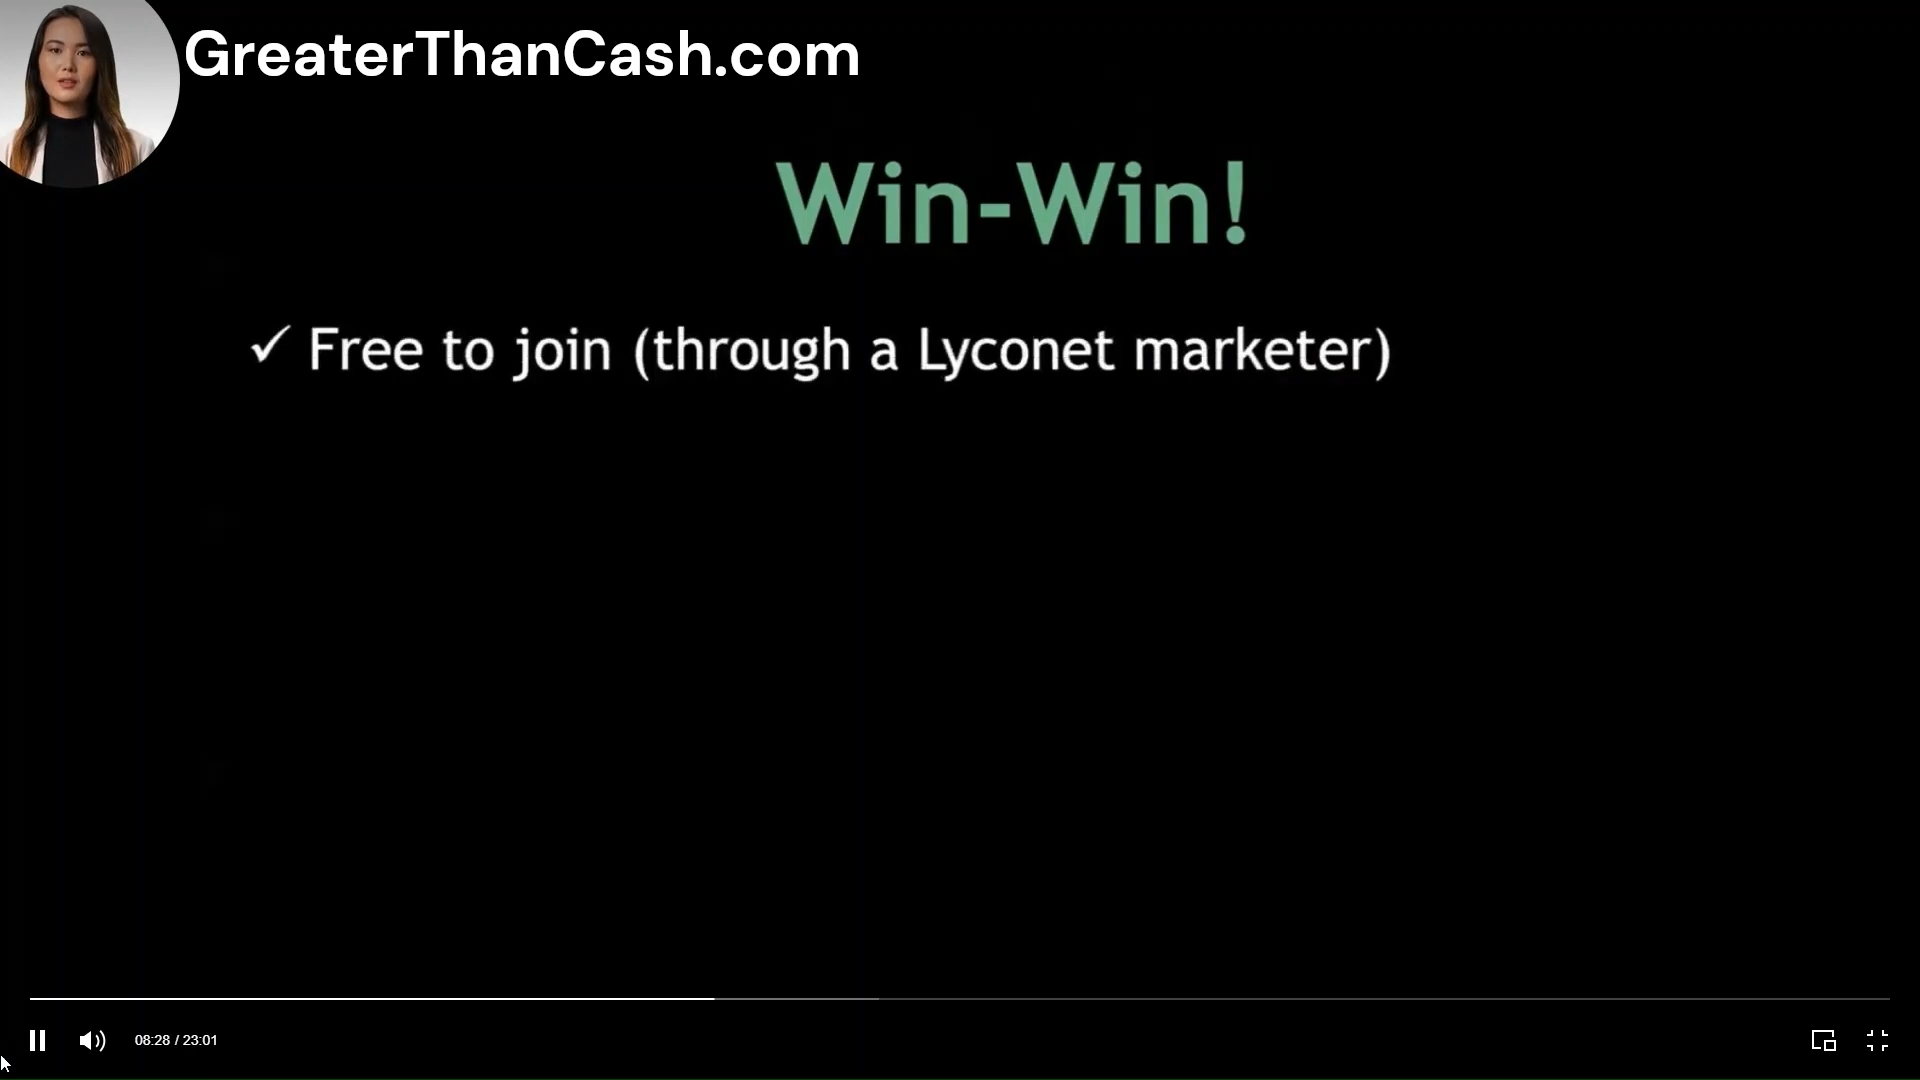 GreaterThanCash.com
Win-Win!
✓ Free to join (through a Lyconet marketer)
08:28 / 23:01